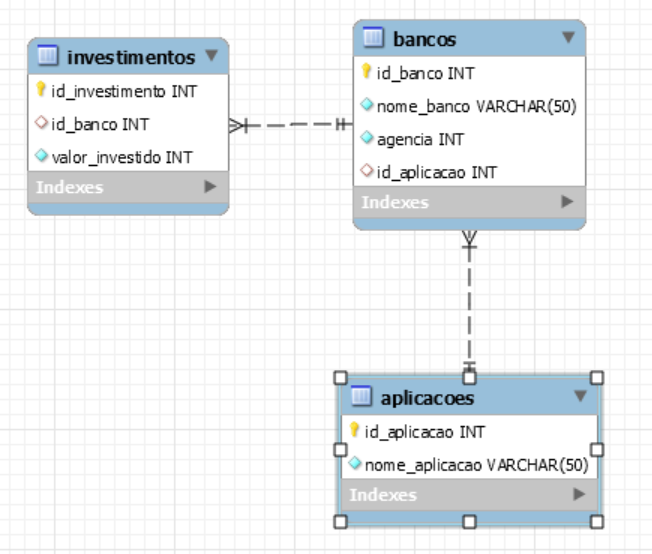 investimentos
id_investimento INT
id_banco INT
valor_investido INT
Indexes
bancos
id_banco INT
nome_banco VARCHAR(50)
agencia INT
id_aplicacao INT
Indexes
aplicacoes
id_aplicacao INT
nome_aplicacao VARCHAR(50)
Indexes